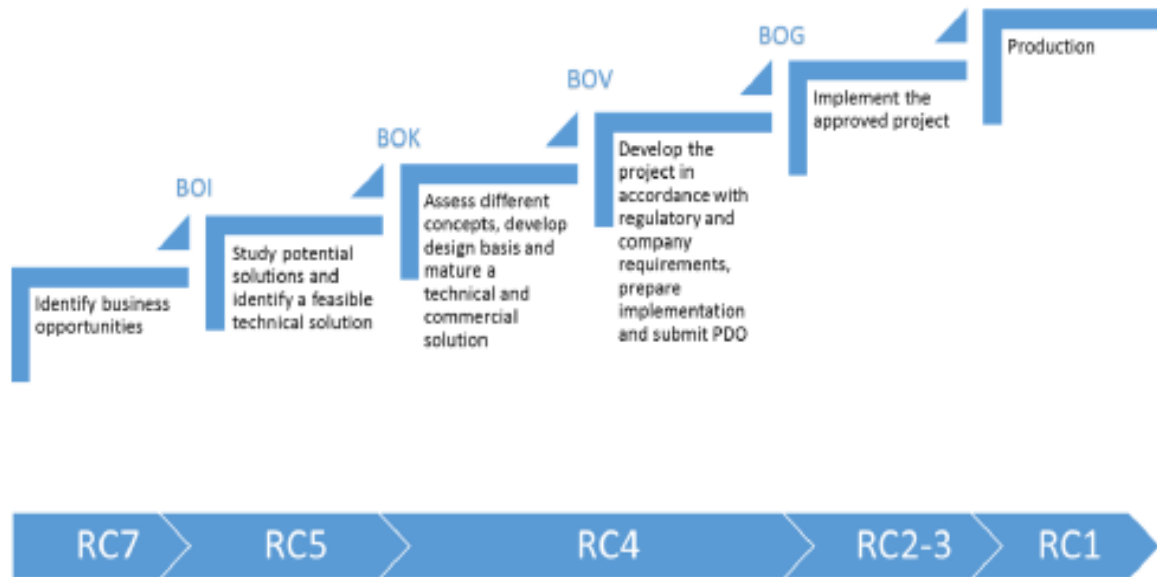 BOI
BOK
BOV
BOG
Identify business
opportunities
Study potential
solutions and
identify a feasible
technical solution
Assess different
concepts, develop
design basis and
mature a
technical and
commercial
solution
Develop the
project in
accordance with
regulatory and
company
requirements,
prepare
implementation
and submit PDO
Implement the
approved project
Production
RC7
RC5
RC4
RC2-3
RC1